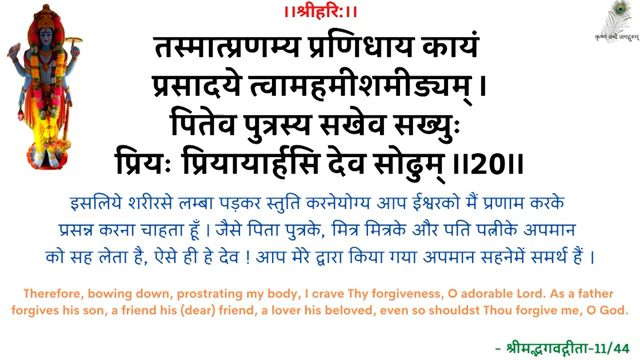 ।।श्रीहरिः।।
कृष्णं वन्दे जगद्गुरुम्
तस्मात्प्रणम्य प्रणिधाय कायं
प्रसादये त्वामहमीशमीड्यम् ।
पितेव पुत्रस्य सखेव सख्युः
प्रियः प्रियायार्हसि देव सोढुम् ।।20।।
इसलिये शरीरसे लम्बा पड़कर स्तुति करनेयोग्य आप ईश्वरको मैं प्रणाम करके
प्रसन्न करना चाहता हूँ । जैसे पिता पुत्रके, मित्र मित्रके और पति पत्नीके अपमान
को सह लेता है, ऐसे ही हे देव ! आप मेरे द्वारा किया गया अपमान सहनेमें समर्थ हैं ।
Therefore, bowing down, prostrating my body, I crave Thy forgiveness, O adorable Lord. As a father
forgives his son, a friend his (dear) friend, a lover his beloved, even so shouldst Thou forgive me, O God.
- श्रीमद्भगवद्गीता-11/44